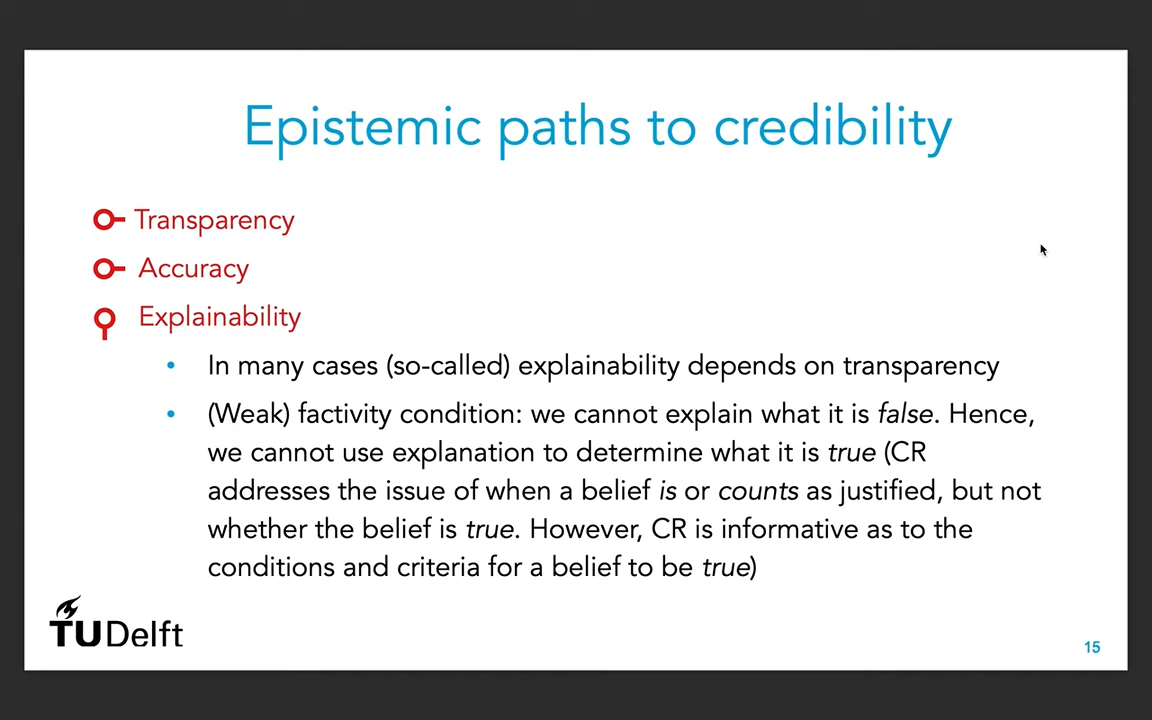 Epistemic paths to credibility
Transparency
Accuracy
Explainability
• In many cases (so-called) explainability depends on transparency
• (Weak) factivity condition: we cannot explain what it is false. Hence,
we cannot use explanation to determine what it is true (CR
addresses the issue of when a belief is or counts as justified, but not
whether the belief is true. However, CR is informative as to the
conditions and criteria for a belief to be true)
TUDelft
15